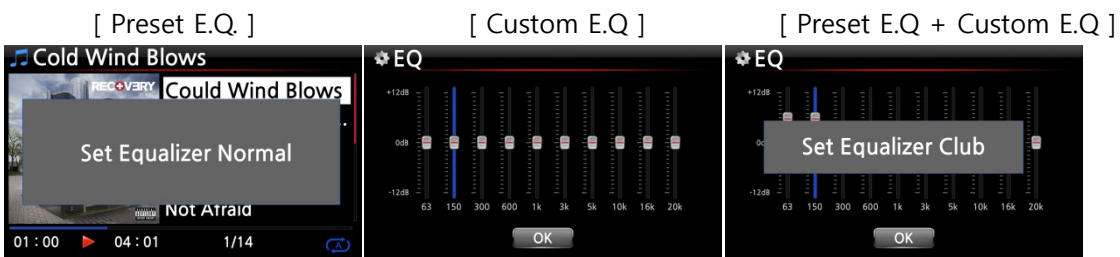 [ Preset E.Q. ]
[ Custom E.Q ]
[ Preset E.Q + Custom E.Q ]
Cold Wind Blows
RECOVERY
Could Wind Blows
..
Set Equalizer Normal
Not Afraid
01 : 00
04 : 01
1/14
A
EQ
+12dB
0dB
-12dB
63 150 300 600 1k 3k 5k 10k 16k 20k
OK
EQ
+12dB
Set Equalizer Club
-12dB
63 150 300 600 1k 3k 5k 10k 16k 20k
OK